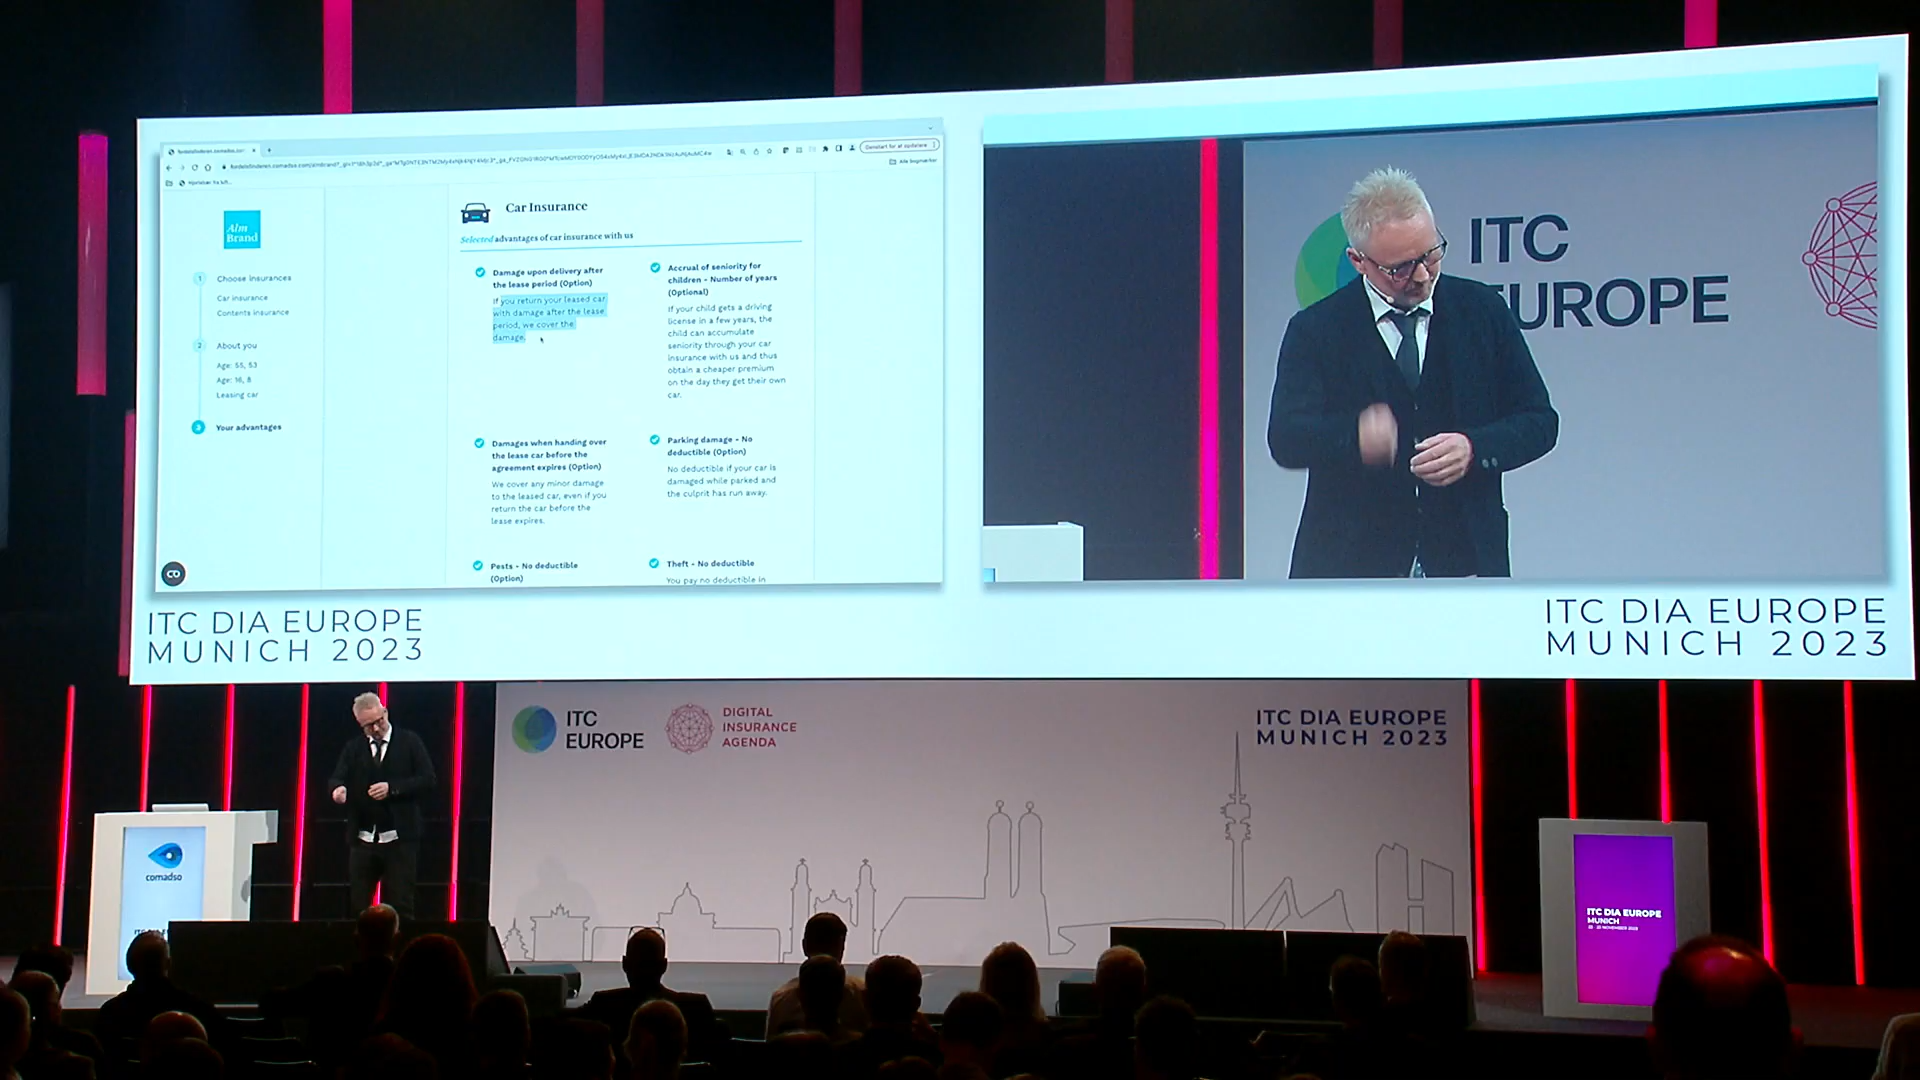 Car Insurance
Selected advantages of car insurance with us
Alm
Brand
1 Choose insurances
Car insurance
Contents insurance
2 About you
Age: 55, 53
Age: 16, 8
Leasing car
3 Your advantages
Damage upon delivery after
the lease period (Option)
If you return your leased car
with damage after the lease
period, we cover the
damage.
Accrual of seniority for
children - Number of years
(Optional)
If your child gets a driving
license in a few years, the
child can accumulate
seniority through your car
insurance with us and thus
obtain a cheaper premium
on the day they get their own
car.
Damages when handing over
the lease car before the
agreement expires (Option)
We cover any minor damage
to the leased car, even if you
return the car before the
lease expires.
Parking damage - No
deductible (Option)
No deductible if your car is
damaged while parked and
the culprit has run away.
Pests - No deductible
(Option)
Theft - No deductible
You pay no deductible in
ITC
EUROPE
ITC DIA EUROPE
MUNICH 2023
ITC DIA EUROPE
MUNICH 2023
ITC
EUROPE
DIGITAL
INSURANCE
AGENDA
ITC DIA EUROPE
MUNICH 2023
comadso
ITC DIA EUROPE
MUNICH